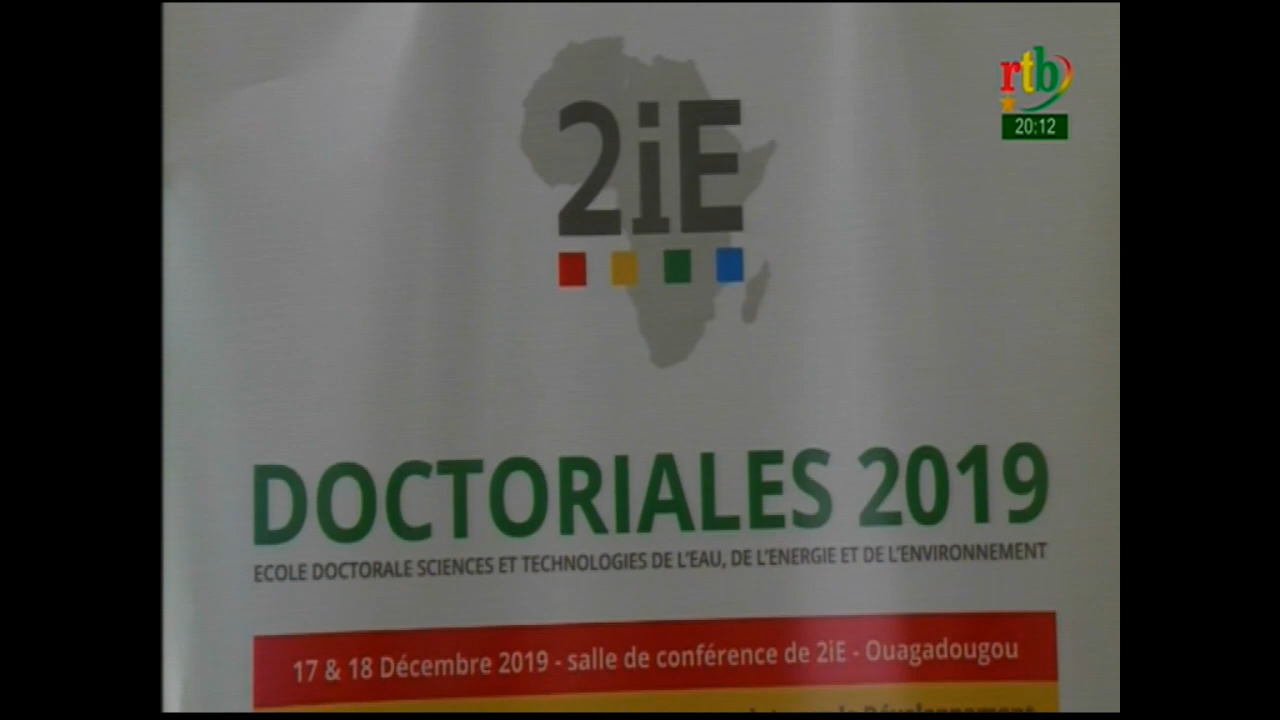 rtb
20:12
2iE
DOCTORIALES 2019
ECOLE DOCTORALE SCIENCES ET TECHNOLOGIES DE L'EAU, DE L'ENERGIE ET DE L'ENVIRONNEMENT
17 & 18 Décembre 2019 - salle de conférence de 2iE - Ouagadougou
Développement